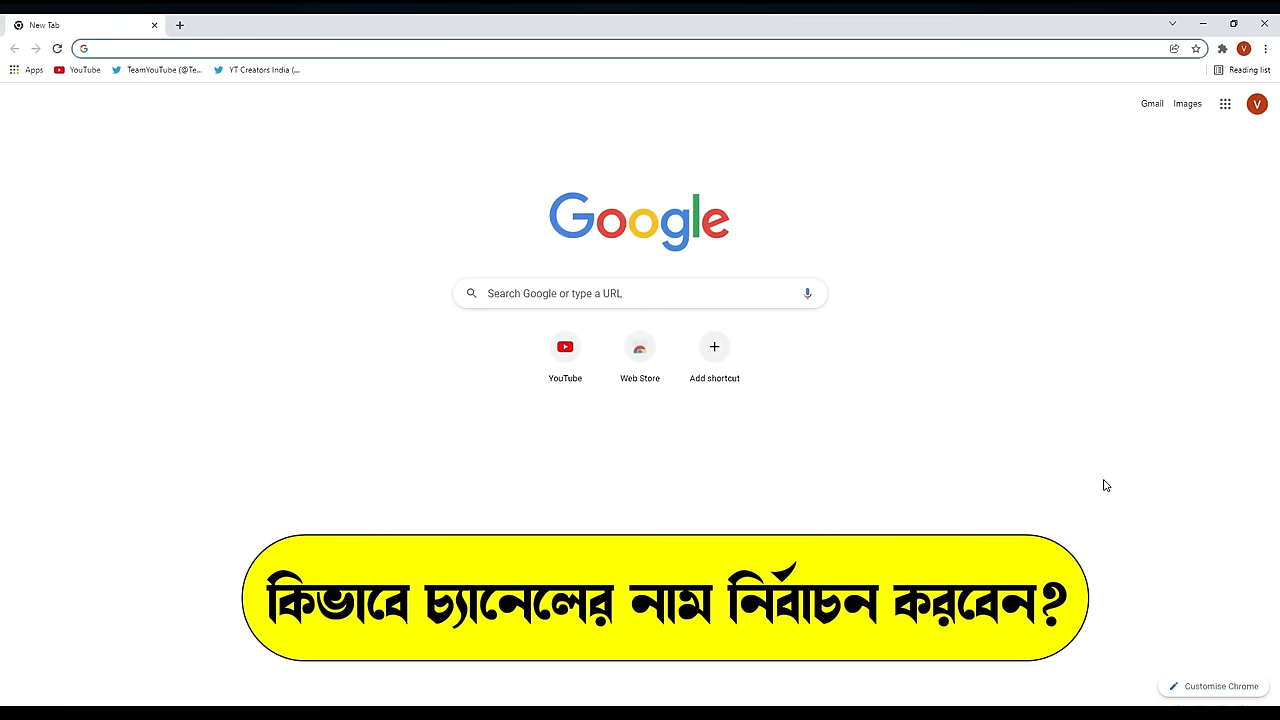 New Tab
Apps YouTube TeamYouTube (@Te... YT Creators India (... Reading list
Gmail Images V
Google
Search Google or type a URL
YouTube Web Store Add shortcut
কিভাবে চ্যানেলের নাম নির্বাচন করবেন?
Customise Chrome